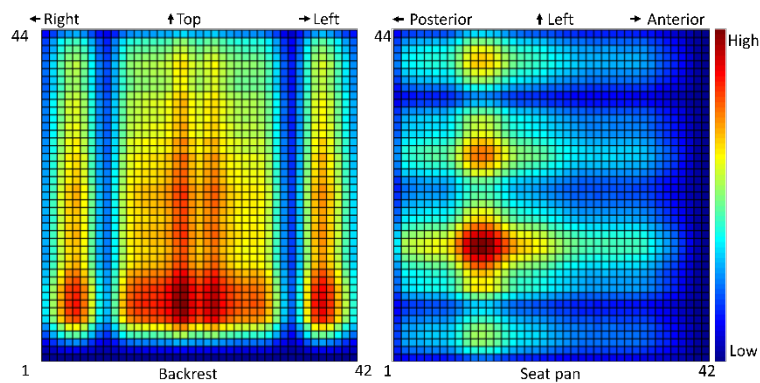 Right Top Left Posterior Left Anterior
44 44 High
Low
1 Backrest 42 1 Seat pan 42